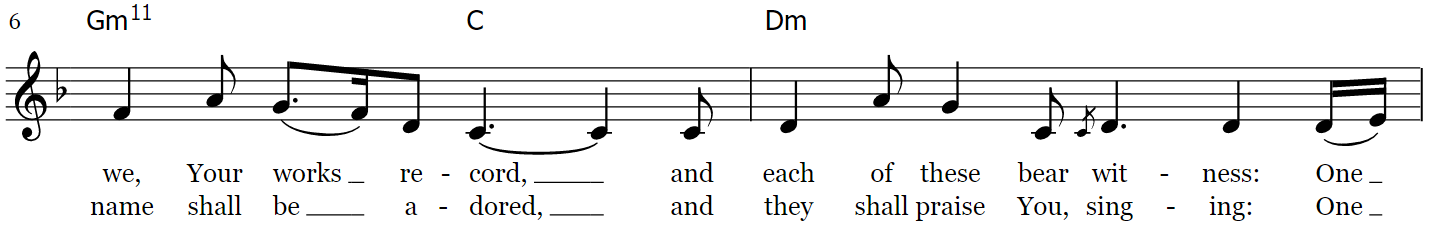 6 Gm11 C Dm
we, Your works _ re - cord, _____ and each of these bear wit - ness: One _
name shall be ____ a - dored, ____ and they shall praise You, sing - ing: One _